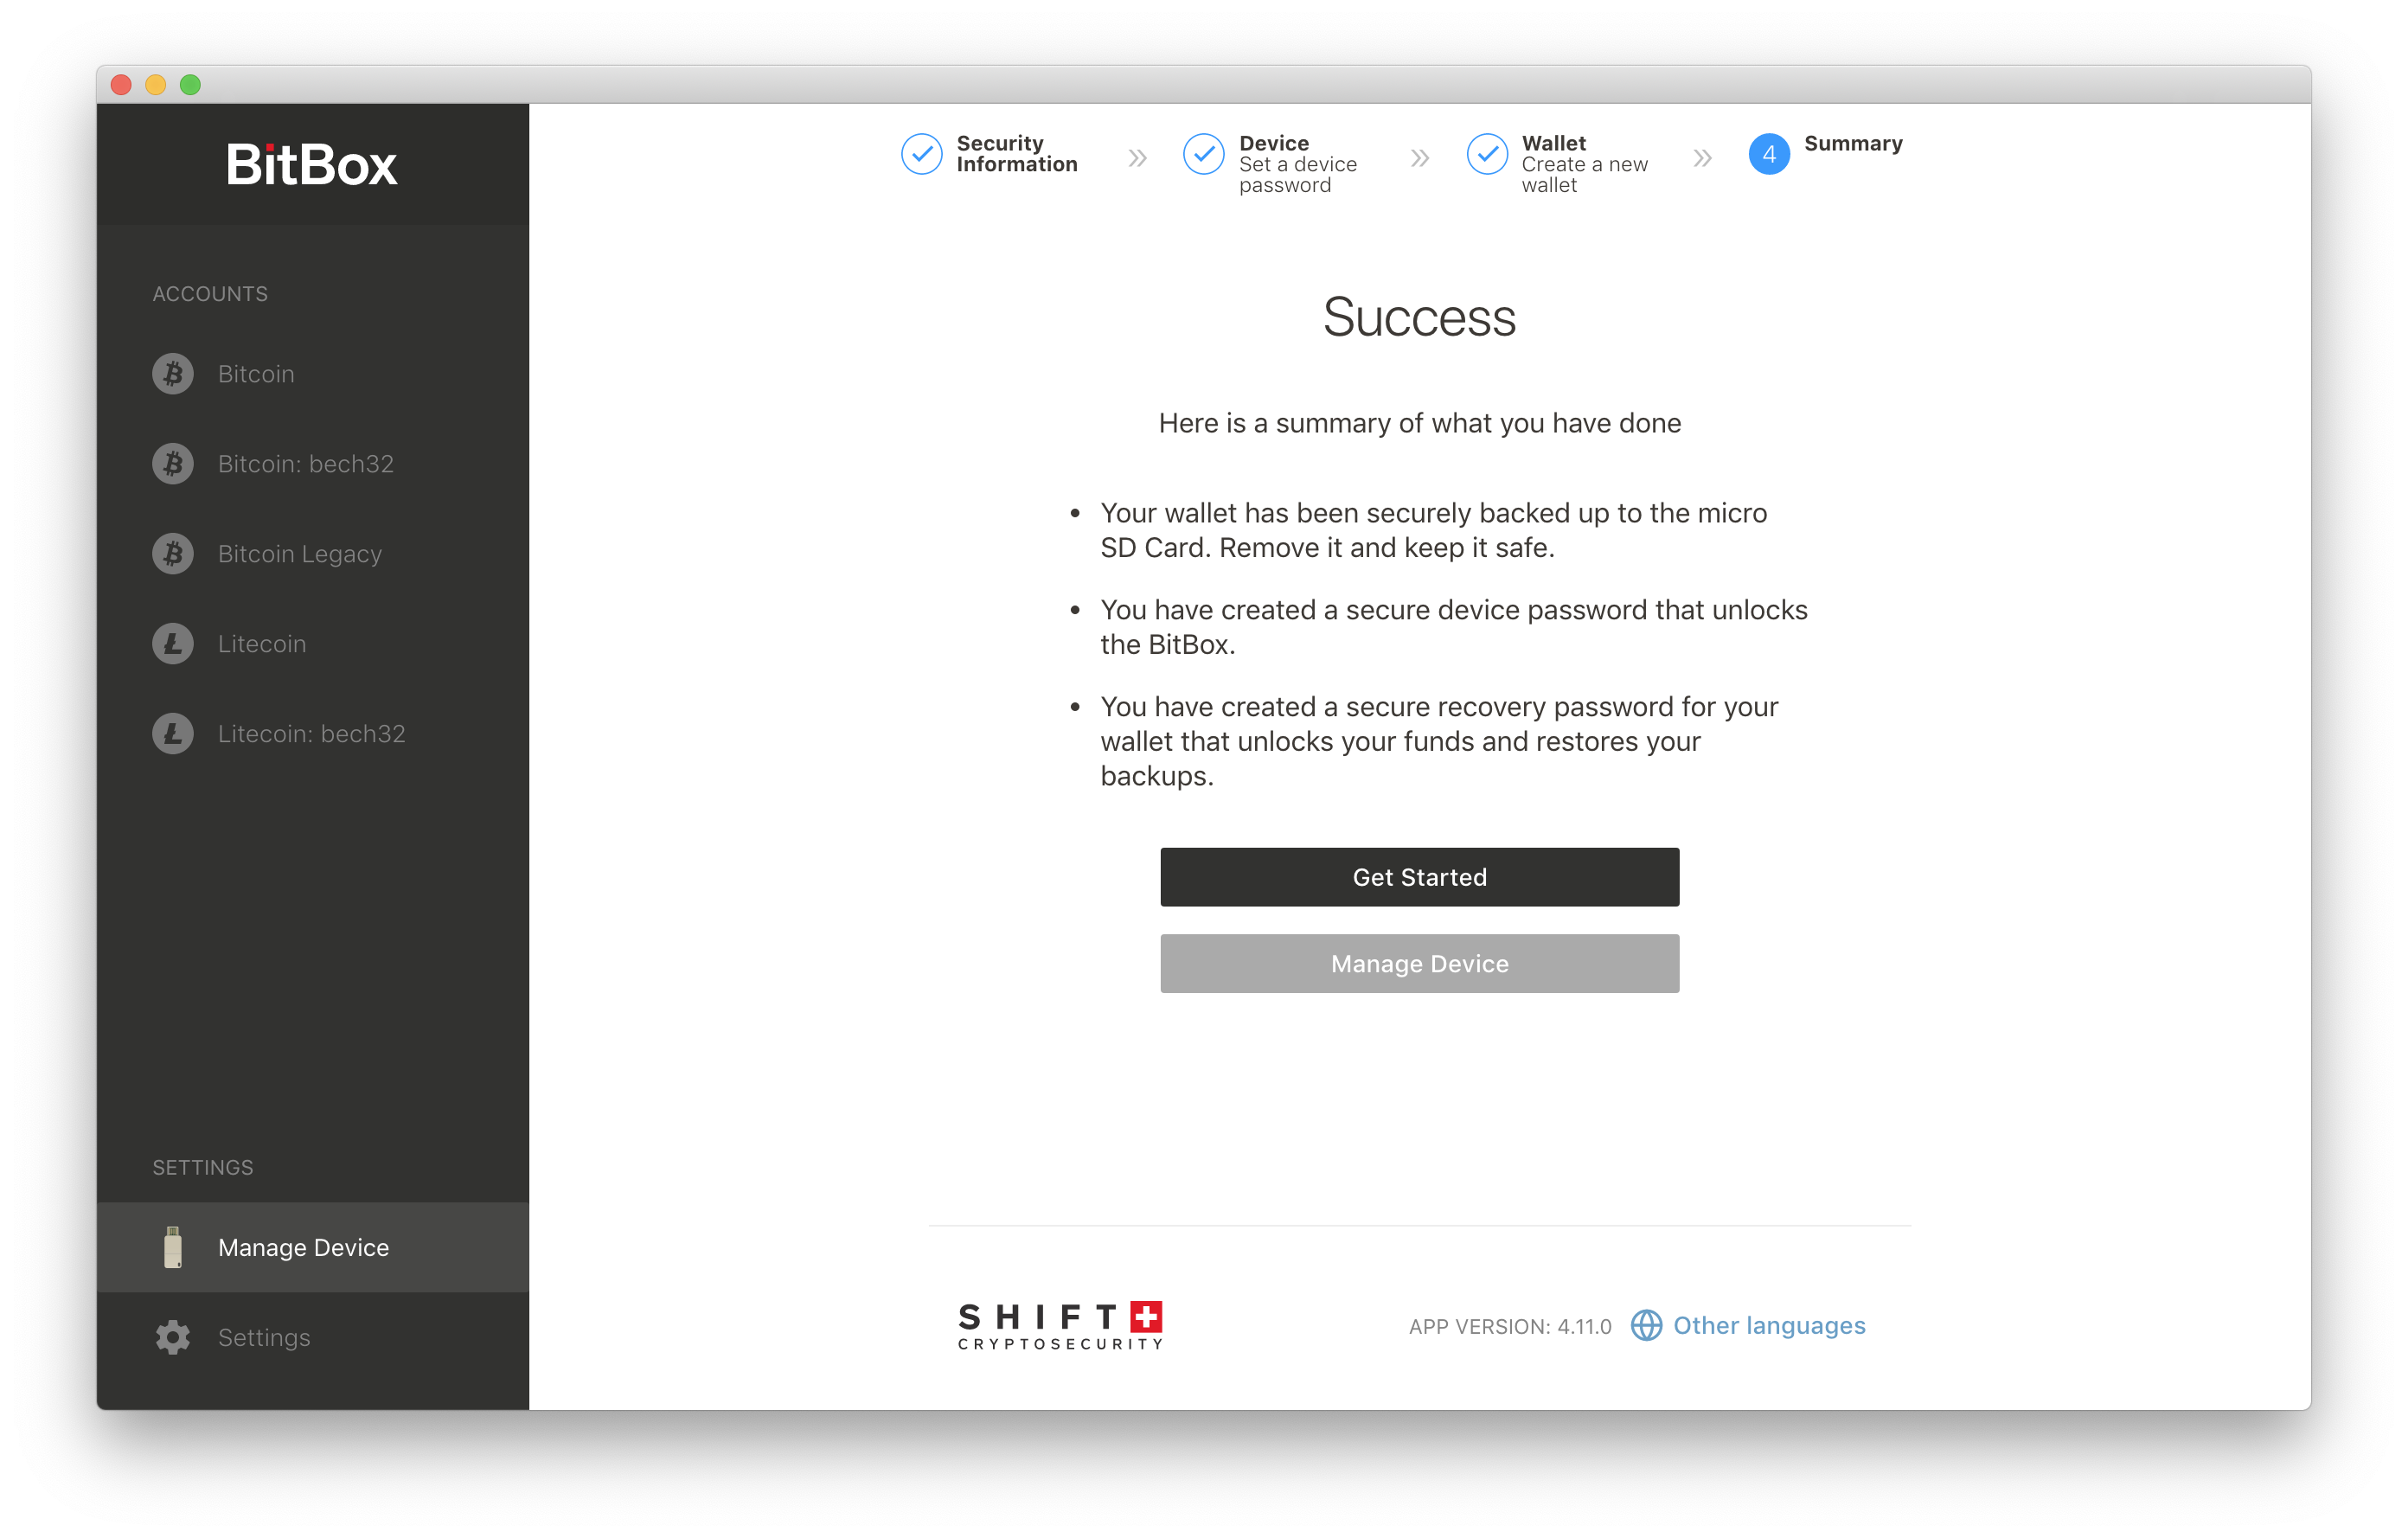 BitBox
ACCOUNTS
Bitcoin
Bitcoin: bech32
Bitcoin Legacy
Litecoin
Litecoin: bech32
SETTINGS
Manage Device
Settings
Security
Information
Device
Set a device
password
Wallet
Create a new
wallet
4
Summary
Success
Here is a summary of what you have done
• Your wallet has been securely backed up to the micro
SD Card. Remove it and keep it safe.
• You have created a secure device password that unlocks
the BitBox.
• You have created a secure recovery password for your
wallet that unlocks your funds and restores your
backups.
Get Started
Manage Device
SHIFT
CRYPTOSECURITY
APP VERSION: 4.11.0
Other languages